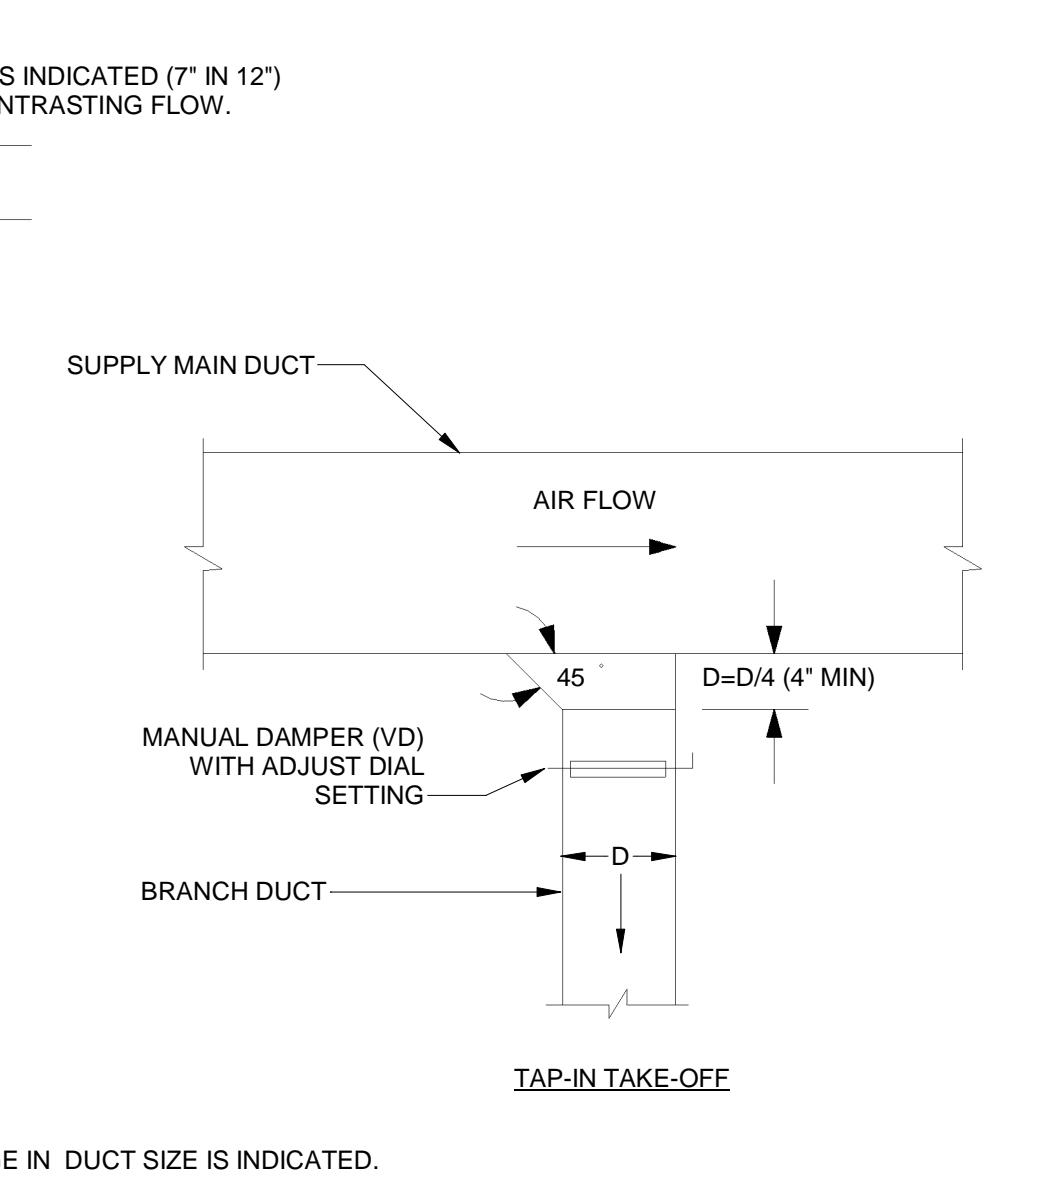 S INDICATED (7" IN 12")
NTRASTING FLOW.
SUPPLY MAIN DUCT
AIR FLOW
45 °
D=D/4 (4" MIN)
MANUAL DAMPER (VD)
WITH ADJUST DIAL
SETTING
D
BRANCH DUCT
TAP-IN TAKE-OFF
GE IN DUCT SIZE IS INDICATED.